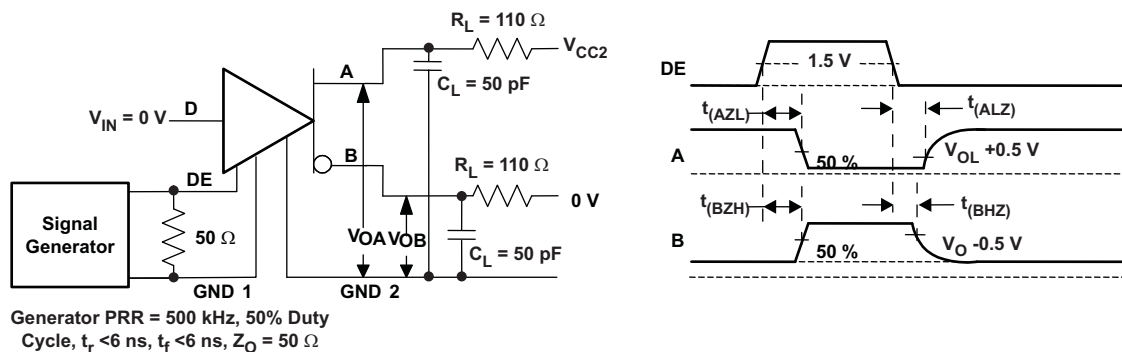 R_L = 110 Ω
V_CC2
A
C_L = 50 pF
D
V_IN = 0 V
B
R_L = 110 Ω
DE
0 V
Signal
Generator
50 Ω
V_OA
V_OB
C_L = 50 pF
GND 1
GND 2
Generator PRR = 500 kHz, 50% Duty
Cycle, t_r <6 ns, t_f <6 ns, Z_O = 50 Ω
DE
1.5 V
t_(AZL)
t_(ALZ)
A
50 %
V_OL +0.5 V
t_(BZH)
t_(BHZ)
B
50 %
V_O -0.5 V